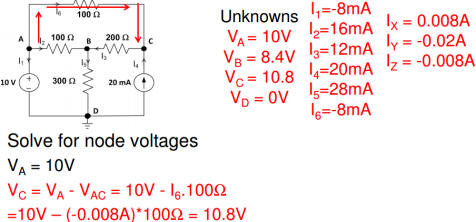 I6 100 Ω
A I2 100 Ω B 200 Ω C
I1 I3 I5 I4
10 V 300 Ω 20 mA
D
Unknowns
VA = 10V
VB = 8.4V
VC = 10.8
VD = 0V
I1=-8mA
I2=16mA
I3=12mA
I4=20mA
I5=28mA
I6=-8mA
IX = 0.008A
IY = -0.02A
IZ = -0.008A
Solve for node voltages
VA = 10V
VC = VA - VAC = 10V - I6.100Ω
=10V – (-0.008A)*100Ω = 10.8V